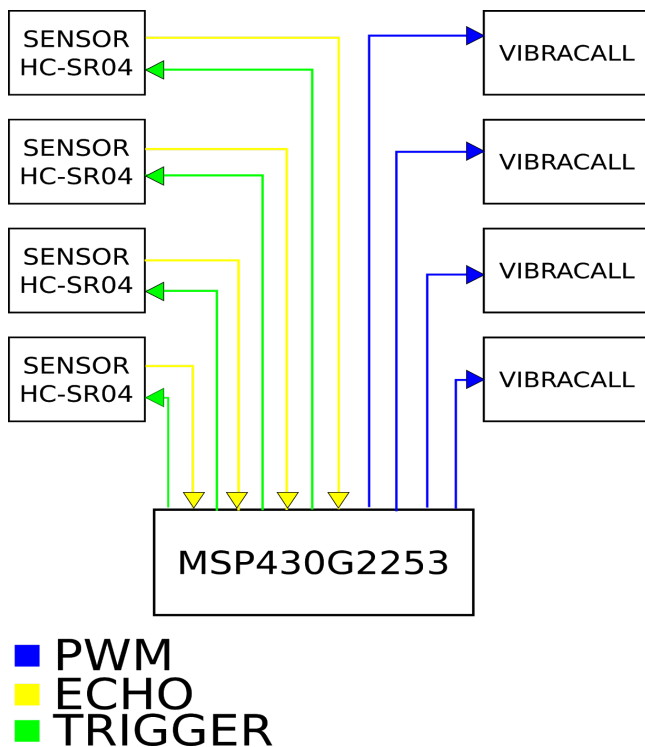 SENSOR
HC-SR04
SENSOR
HC-SR04
SENSOR
HC-SR04
SENSOR
HC-SR04
VIBRACALL
VIBRACALL
VIBRACALL
VIBRACALL
MSP430G2253
PWM
ECHO
TRIGGER